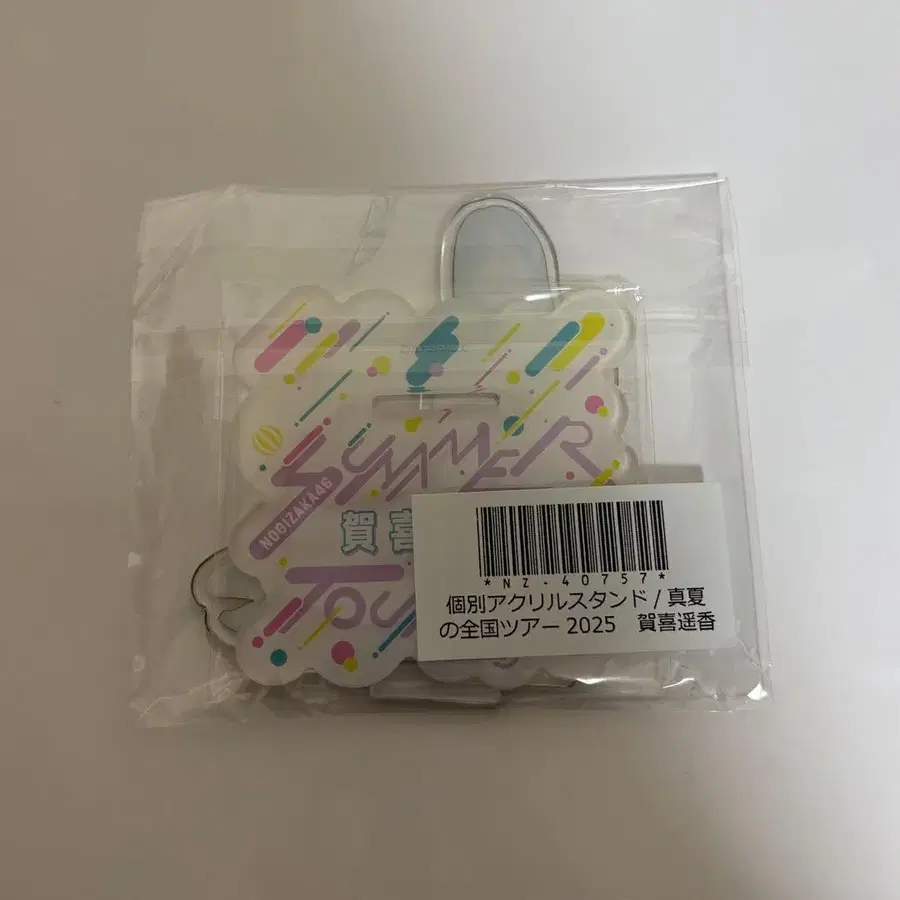 SUMMER
NOGIZAKA46
賀喜
TOU
*NZ-40757*
個別アクリルスタンド / 真夏
の全国ツアー 2025　賀喜遥香